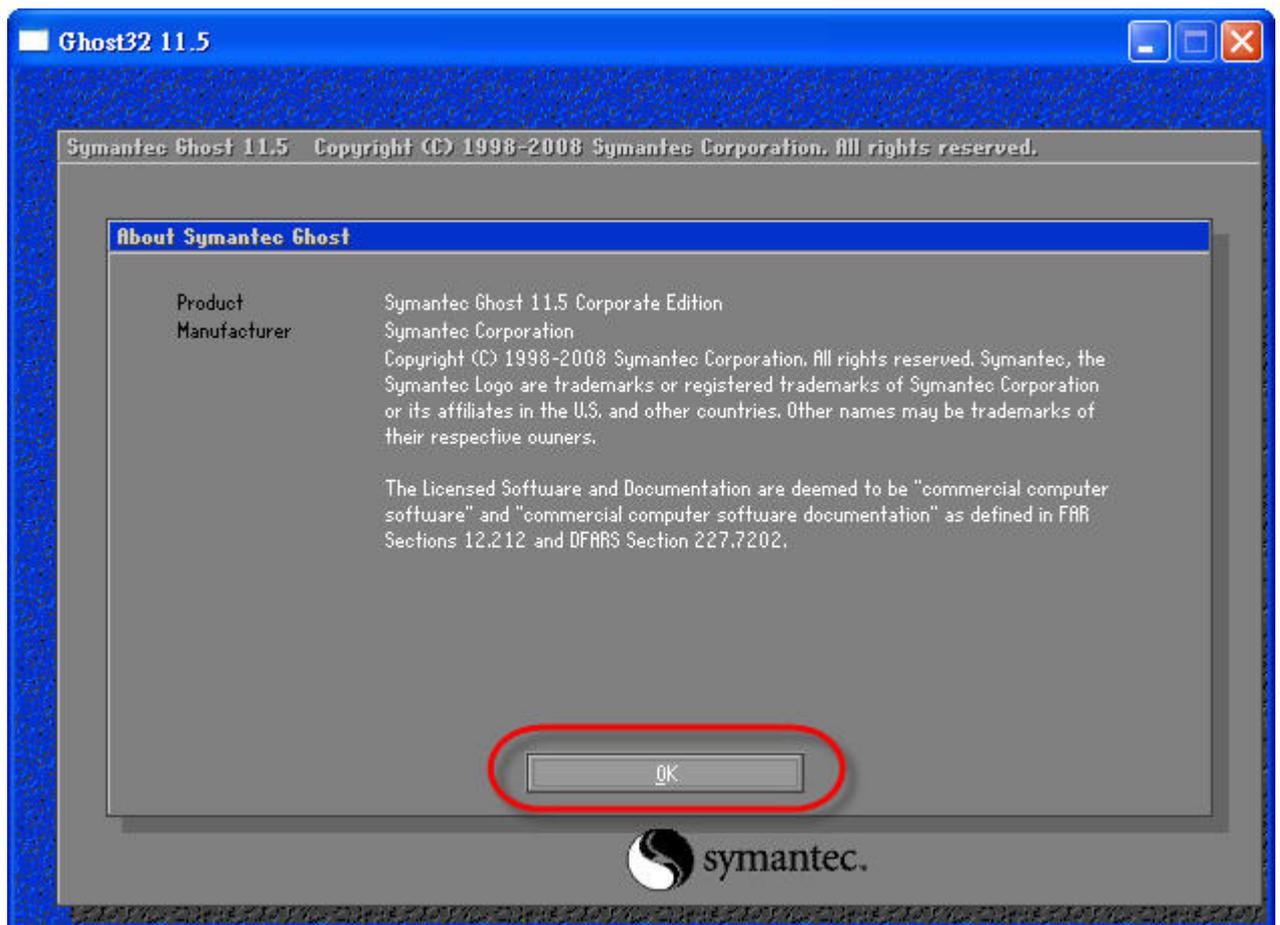 Ghost32 11.5
Symantec Ghost 11.5 Copyright (C) 1998-2008 Symantec Corporation. All rights reserved.
About Symantec Ghost
Product Symantec Ghost 11.5 Corporate Edition
Manufacturer Symantec Corporation
Copyright (C) 1998-2008 Symantec Corporation. All rights reserved. Symantec, the
Symantec Logo are trademarks or registered trademarks of Symantec Corporation
or its affiliates in the U.S. and other countries. Other names may be trademarks of
their respective owners.
The Licensed Software and Documentation are deemed to be "commercial computer
software" and "commercial computer software documentation" as defined in FAR
Sections 12.212 and DFARS Section 227.7202.
OK
symantec.